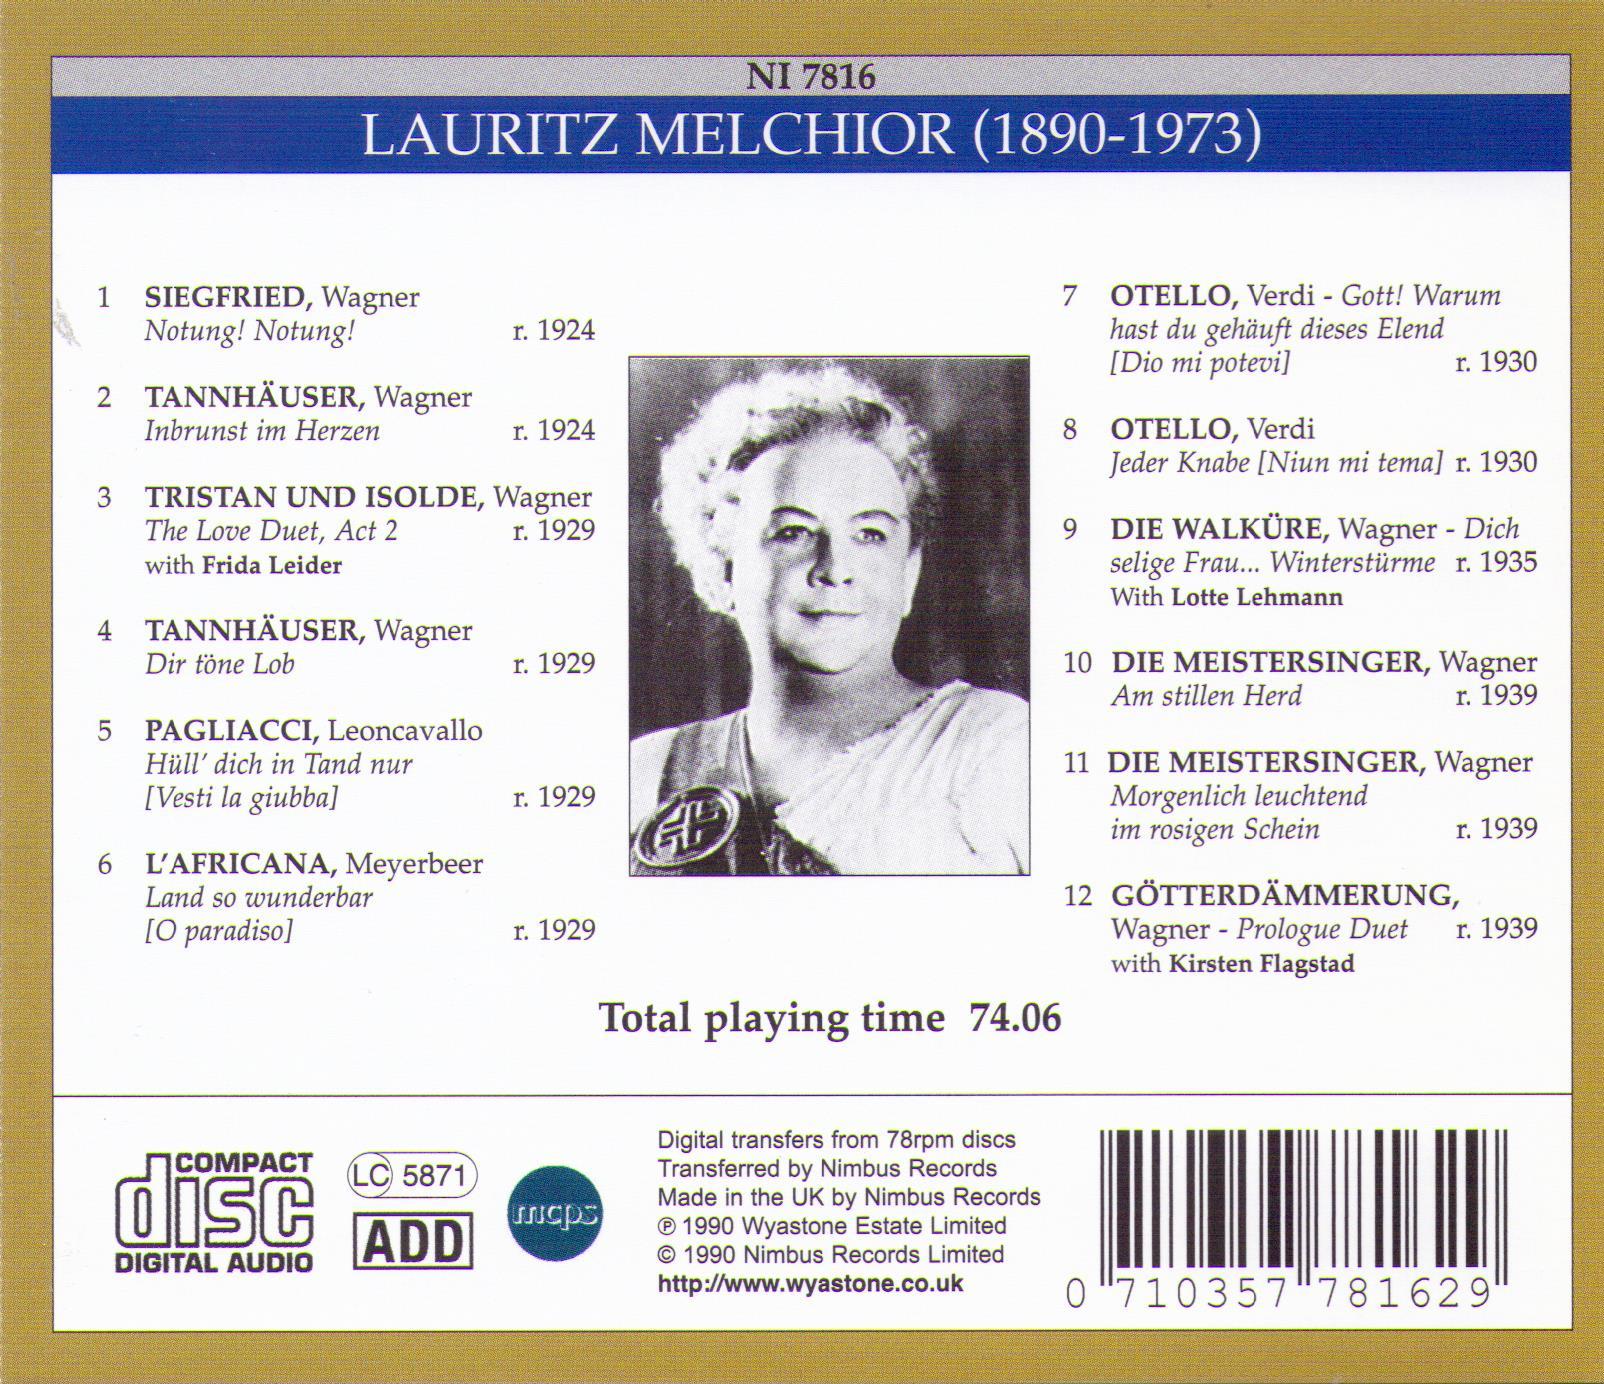 NI 7816
LAURITZ MELCHIOR (1890-1973)
1 SIEGFRIED, Wagner
Notung! Notung! r. 1924
2 TANNHÄUSER, Wagner
Inbrunst im Herzen r. 1924
3 TRISTAN UND ISOLDE, Wagner
The Love Duet, Act 2 r. 1929
with Frida Leider
4 TANNHÄUSER, Wagner
Dir töne Lob r. 1929
5 PAGLIACCI, Leoncavallo
Hüll' dich in Tand nur
[Vesti la giubba] r. 1929
6 L'AFRICANA, Meyerbeer
Land so wunderbar
[O paradiso] r. 1929
7 OTELLO, Verdi - Gott! Warum
hast du gehäuft dieses Elend
[Dio mi potevi] r. 1930
8 OTELLO, Verdi
Jeder Knabe [Niun mi tema] r. 1930
9 DIE WALKÜRE, Wagner - Dich
selige Frau... Winterstürme r. 1935
With Lotte Lehmann
10 DIE MEISTERSINGER, Wagner
Am stillen Herd r. 1939
11 DIE MEISTERSINGER, Wagner
Morgenlich leuchtend
im rosigen Schein r. 1939
12 GÖTTERDÄMMERUNG,
Wagner - Prologue Duet r. 1939
with Kirsten Flagstad
Total playing time 74.06
COMPACT
disc
DIGITAL AUDIO
LC 5871
ADD
mcps
Digital transfers from 78rpm discs
Transferred by Nimbus Records
Made in the UK by Nimbus Records
℗ 1990 Wyastone Estate Limited
© 1990 Nimbus Records Limited
http://www.wyastone.co.uk
0 710357 781629